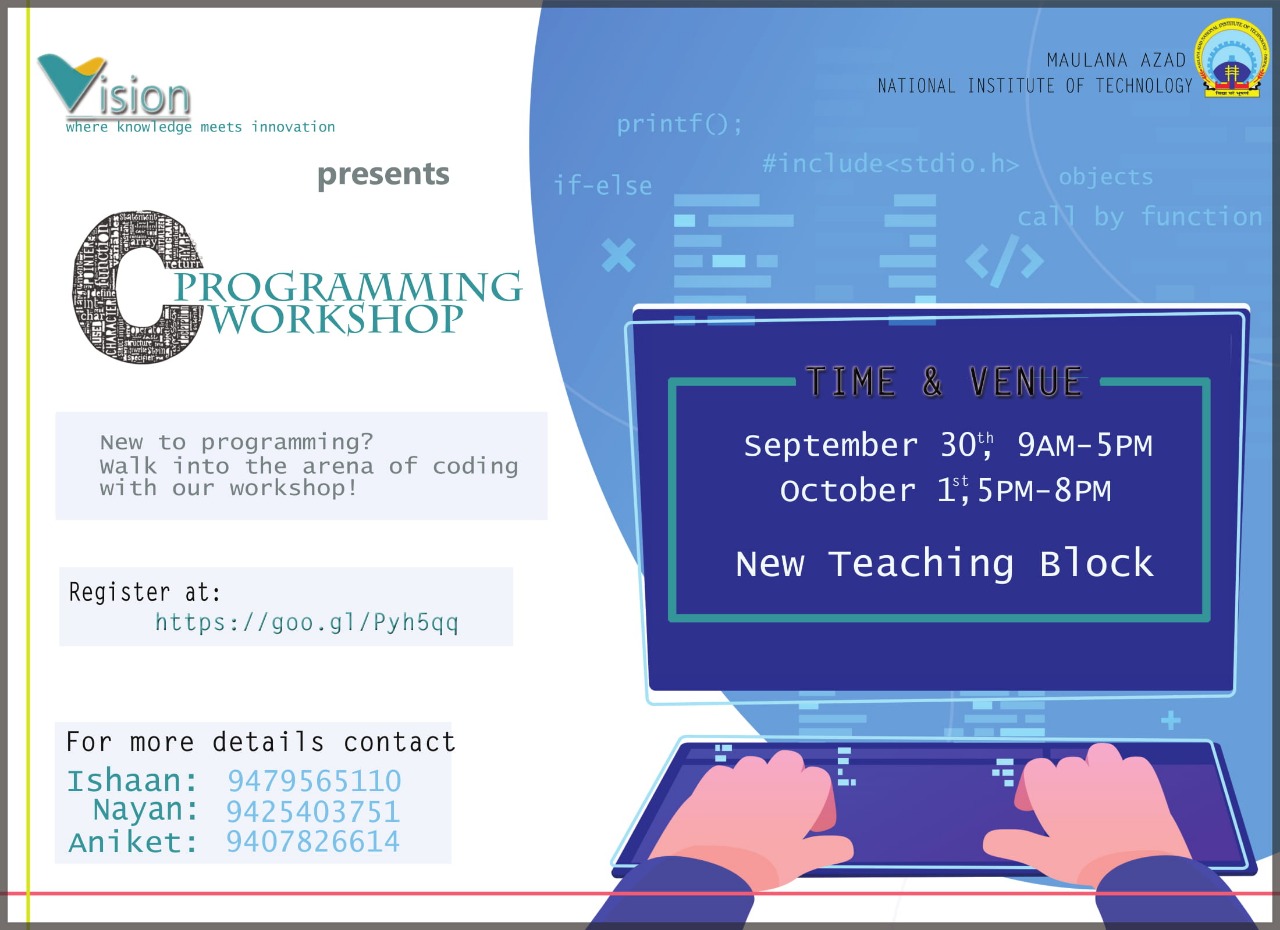 Vision
where knowledge meets innovation
presents
C PROGRAMMING
WORKSHOP
New to programming?
Walk into the arena of coding
with our workshop!
Register at:
https://goo.gl/Pyh5qq
For more details contact
Ishaan: 9479565110
Nayan: 9425403751
Aniket: 9407826614
MAULANA AZAD
NATIONAL INSTITUTE OF TECHNOLOGY
printf();
#include<stdio.h>
if-else
objects
call by function
</>
TIME & VENUE
September 30th, 9AM-5PM
October 1st, 5PM-8PM
New Teaching Block